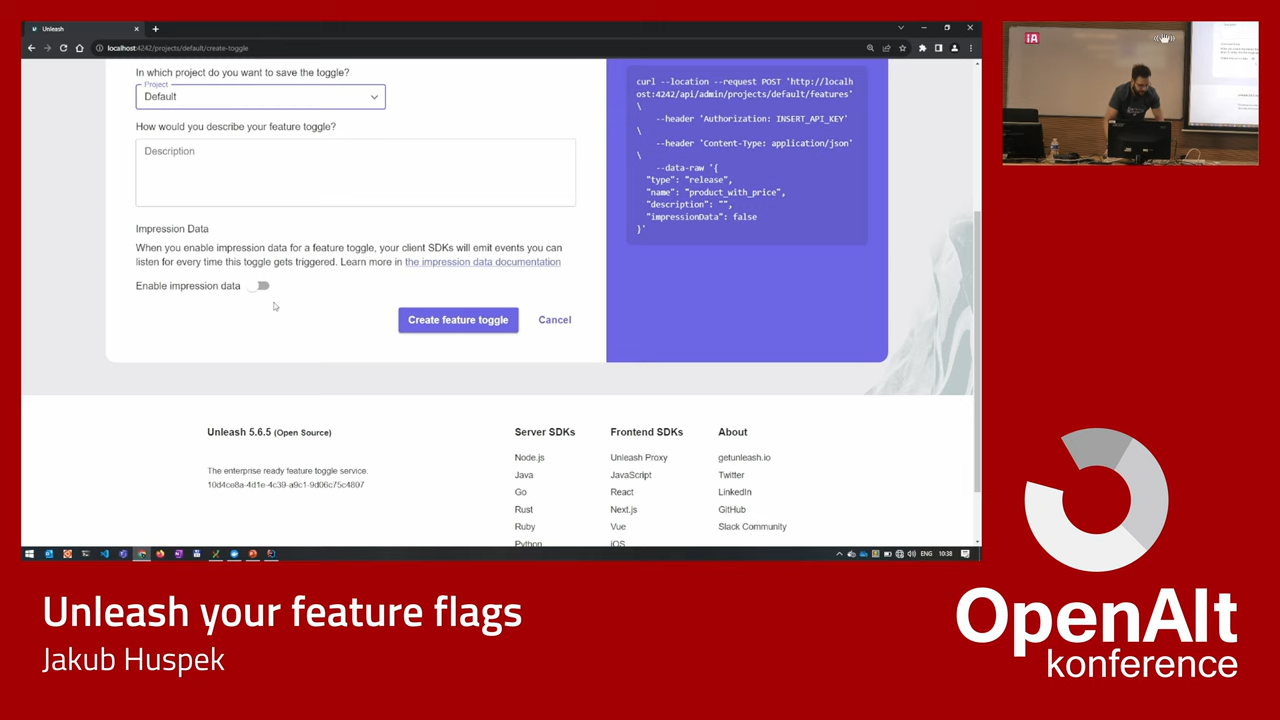 Unleash
localhost:4242/projects/default/create-toggle
In which project do you want to save the toggle?
Project
Default
How would you describe your feature toggle?
Description
Impression Data
When you enable impression data for a feature toggle, your client SDKs will emit events you can
listen for every time this toggle gets triggered. Learn more in the impression data documentation
Enable impression data
Create feature toggle
Cancel
curl --location --request POST 'http://localh
ost:4242/api/admin/projects/default/features'
\
--header 'Authorization: INSERT_API_KEY'
\
--header 'Content-Type: application/json'
\
--data-raw '{
"type": "release",
"name": "product_with_price",
"description": "",
"impressionData": false
}'
Unleash 5.6.5 (Open Source)
The enterprise ready feature toggle service.
10d4ce8a-4d1e-4c39-a9c1-9d06c75c4807
Server SDKs
Node.js
Java
Go
Rust
Ruby
Python
Frontend SDKs
Unleash Proxy
JavaScript
React
Next.js
Vue
iOS
About
getunleash.io
Twitter
LinkedIn
GitHub
Slack Community
ENG
10:38
iA
Unleash your feature flags
Jakub Huspek
OpenAlt
konference